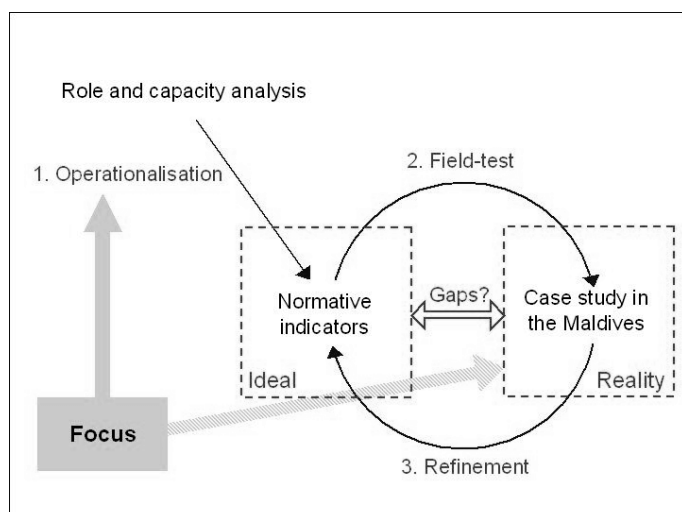 Role and capacity analysis
2. Field-test
1. Operationalisation
Gaps?
Normative
indicators
Case study in
the Maldives
Ideal
Reality
Focus
3. Refinement